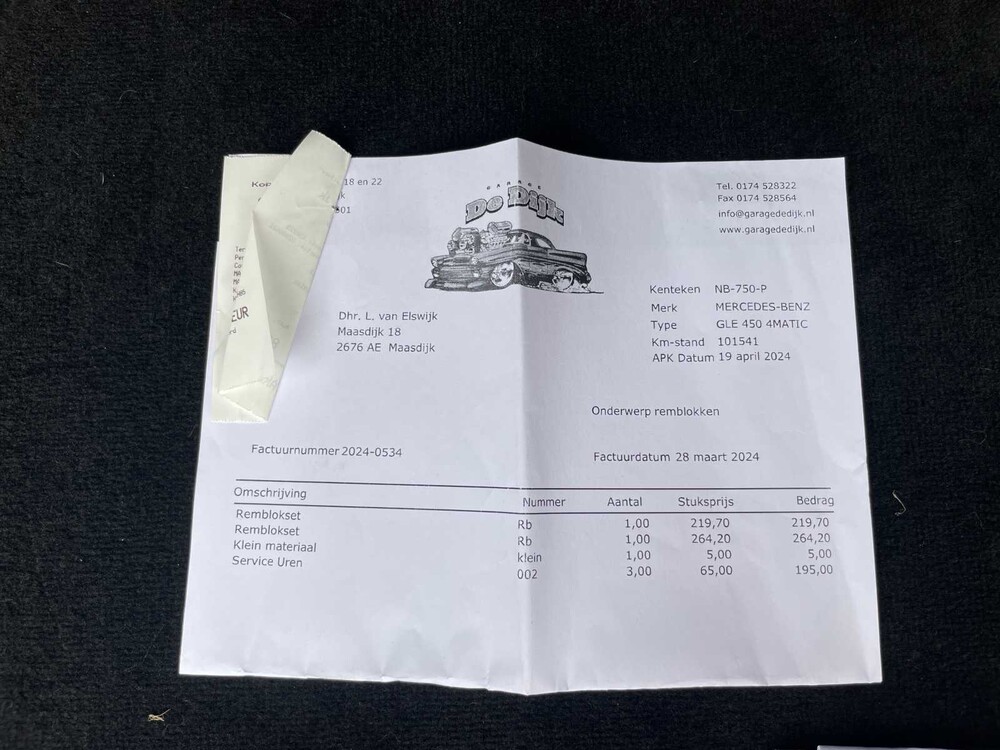 18 en 22
GARAGE
De Dijk
Tel. 0174 528322
Fax 0174 528564
info@garagededijk.nl
www.garagededijk.nl
EUR
Dhr. L. van Elswijk
Maasdijk 18
2676 AE Maasdijk
Kenteken NB-750-P
Merk MERCEDES-BENZ
Type GLE 450 4MATIC
Km-stand 101541
APK Datum 19 april 2024
Onderwerp remblokken
Factuurnummer 2024-0534
Factuurdatum 28 maart 2024
Omschrijving Nummer Aantal Stuksprijs Bedrag
Remblokset Rb 1,00 219,70 219,70
Remblokset Rb 1,00 264,20 264,20
Klein materiaal klein 1,00 5,00 5,00
Service Uren 002 3,00 65,00 195,00